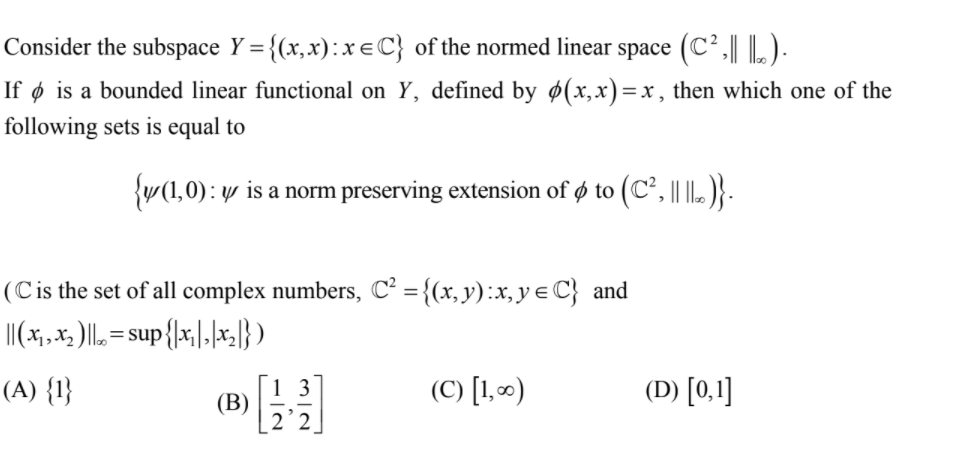 Consider the subspace Y = {(x,x) : x ∈ ℂ} of the normed linear space (ℂ², ‖ ‖∞).
If ϕ is a bounded linear functional on Y, defined by ϕ(x,x) = x, then which one of the
following sets is equal to
{ψ(1,0) : ψ is a norm preserving extension of ϕ to (ℂ², ‖ ‖∞)}.
(ℂ is the set of all complex numbers, ℂ² = {(x,y) : x, y ∈ ℂ} and
‖(x₁,x₂)‖∞ = sup{|x₁|,|x₂|})
(A) {1} (B) [1/2, 3/2] (C) [1,∞) (D) [0,1]